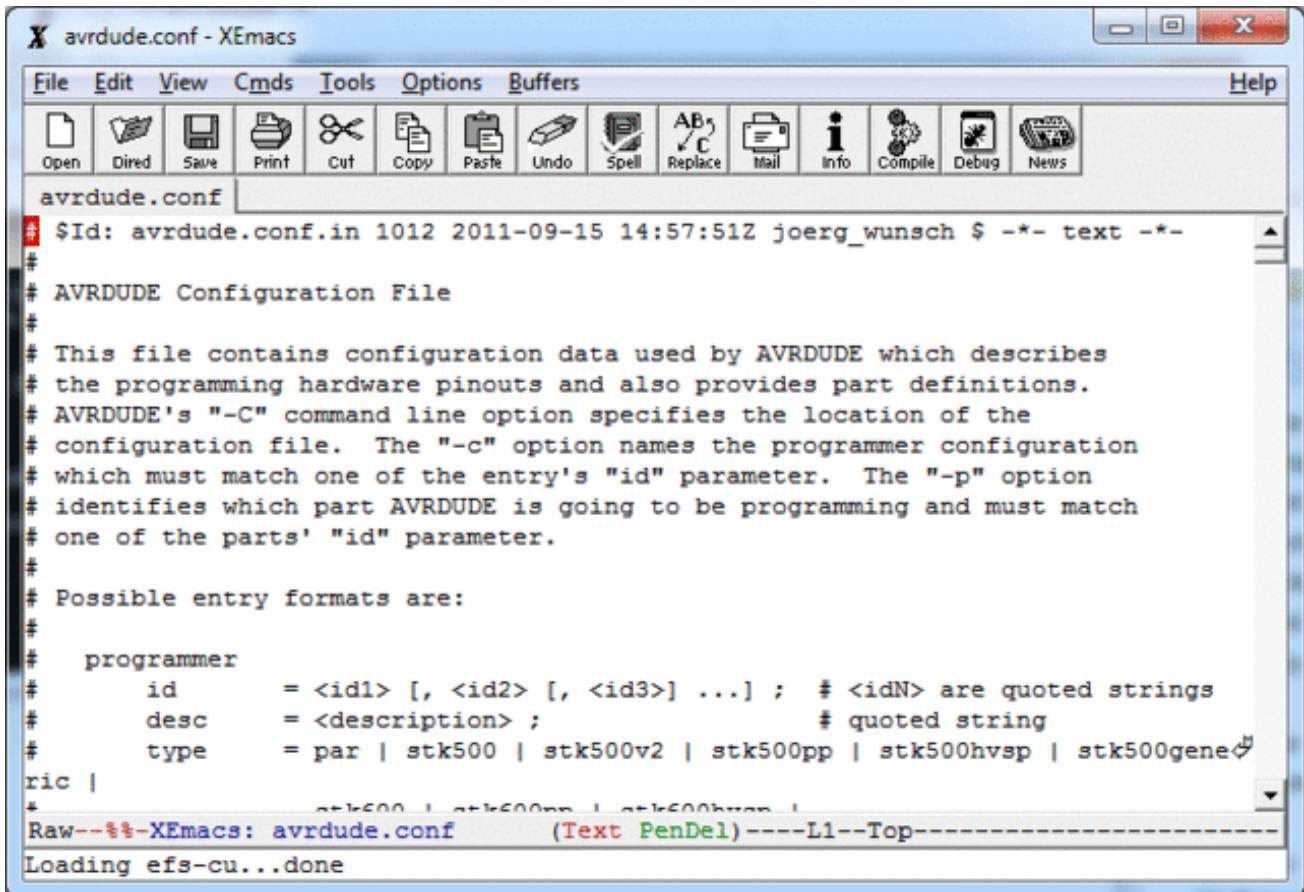 avrdude.conf - XEmacs
File Edit View Cmds Tools Options Buffers Help
Open Dired Save Print Cut Copy Paste Undo Spell Replace Mail Info Compile Debug News
avrdude.conf
# $Id: avrdude.conf.in 1012 2011-09-15 14:57:51Z joerg_wunsch $ -*- text -*-
#
# AVRDUDE Configuration File
#
# This file contains configuration data used by AVRDUDE which describes
# the programming hardware pinouts and also provides part definitions.
# AVRDUDE's "-C" command line option specifies the location of the
# configuration file.  The "-c" option names the programmer configuration
# which must match one of the entry's "id" parameter.  The "-p" option
# identifies which part AVRDUDE is going to be programming and must match
# one of the parts' "id" parameter.
#
# Possible entry formats are:
#
#   programmer
#       id       = <id1> [, <id2> [, <id3>] ...] ;  # <idN> are quoted strings
#       desc     = <description> ;                  # quoted string
#       type     = par | stk500 | stk500v2 | stk500pp | stk500hvsp | stk500gene
ric |
#                  stk600 | stk600pp | stk600hvsp |
Raw--%%-XEmacs: avrdude.conf      (Text PenDel)----L1--Top-------------------------
Loading efs-cu...done